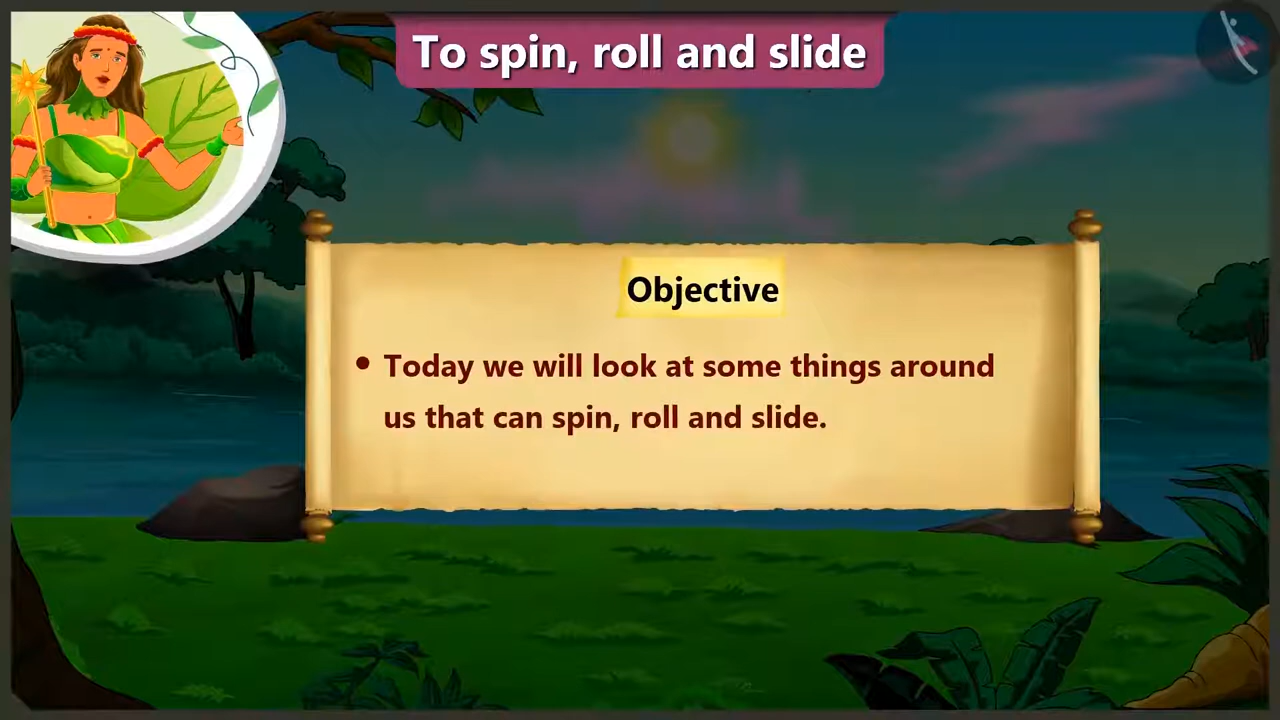 To spin, roll and slide
Objective
• Today we will look at some things around
us that can spin, roll and slide.